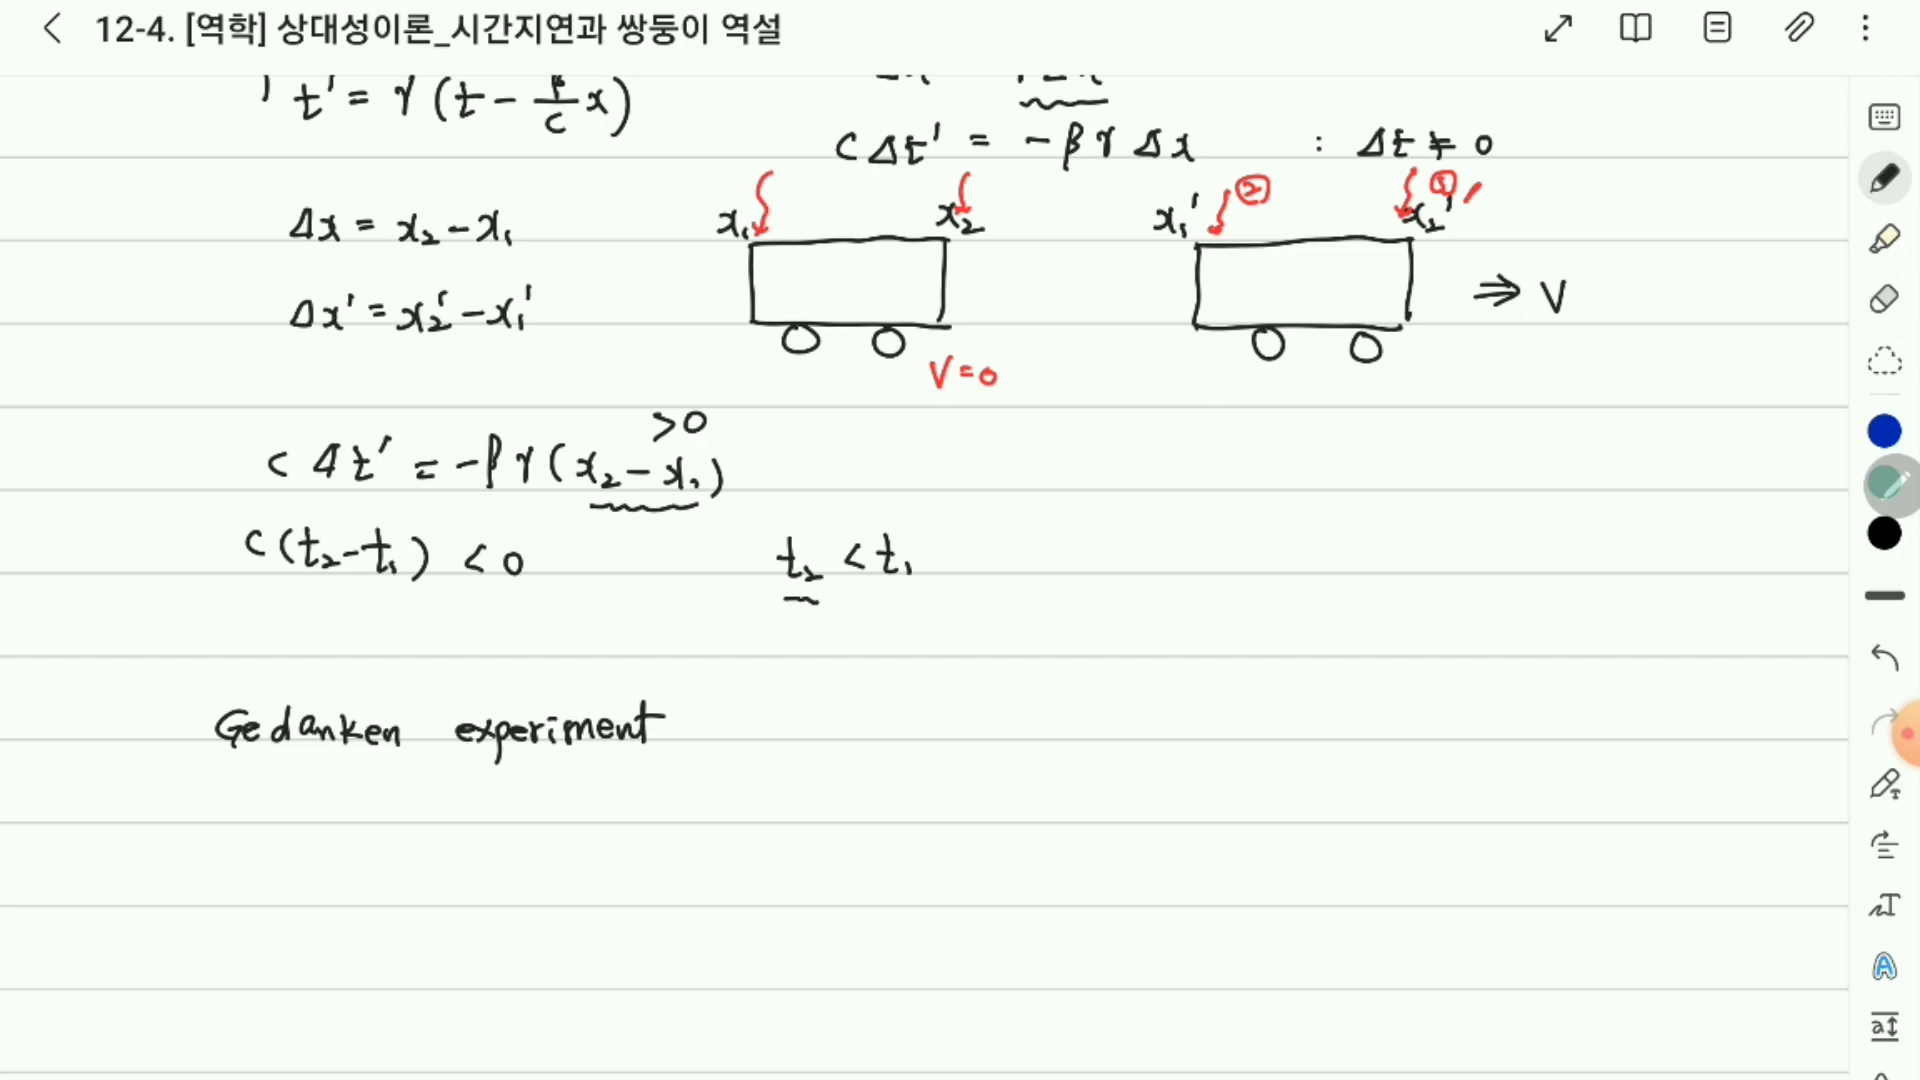 12-4. [역학] 상대성이론_시간지연과 쌍둥이 역설
t' = γ (t - β/c x)
cΔt' = -βγ Δx : Δt ≠ 0
Δx = x₂ - x₁
x₁ x₂
x₁' ② ① x₂'
Δx' = x₂' - x₁'
⇒ V
V = 0
> 0
cΔt' = -βγ (x₂ - x₁)
c(t₂ - t₁) < 0 t₂ < t₁
Gedanken experiment